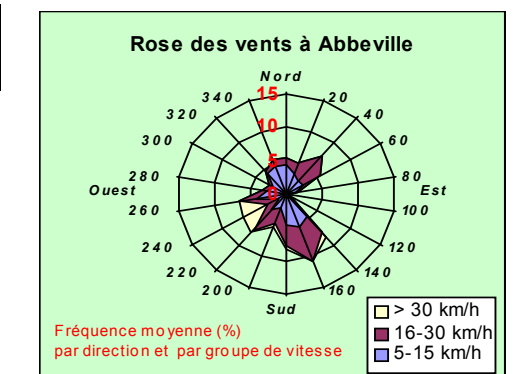 Rose des vents à Abbeville
Nord
340 15 20
320 40
10
300 60
5
280 80
Ouest 0 Est
260 100
240 120
220 140
200 160
Sud
> 30 km/h
16-30 km/h
5-15 km/h
Fréquence moyenne (%)
par direction et par groupe de vitesse